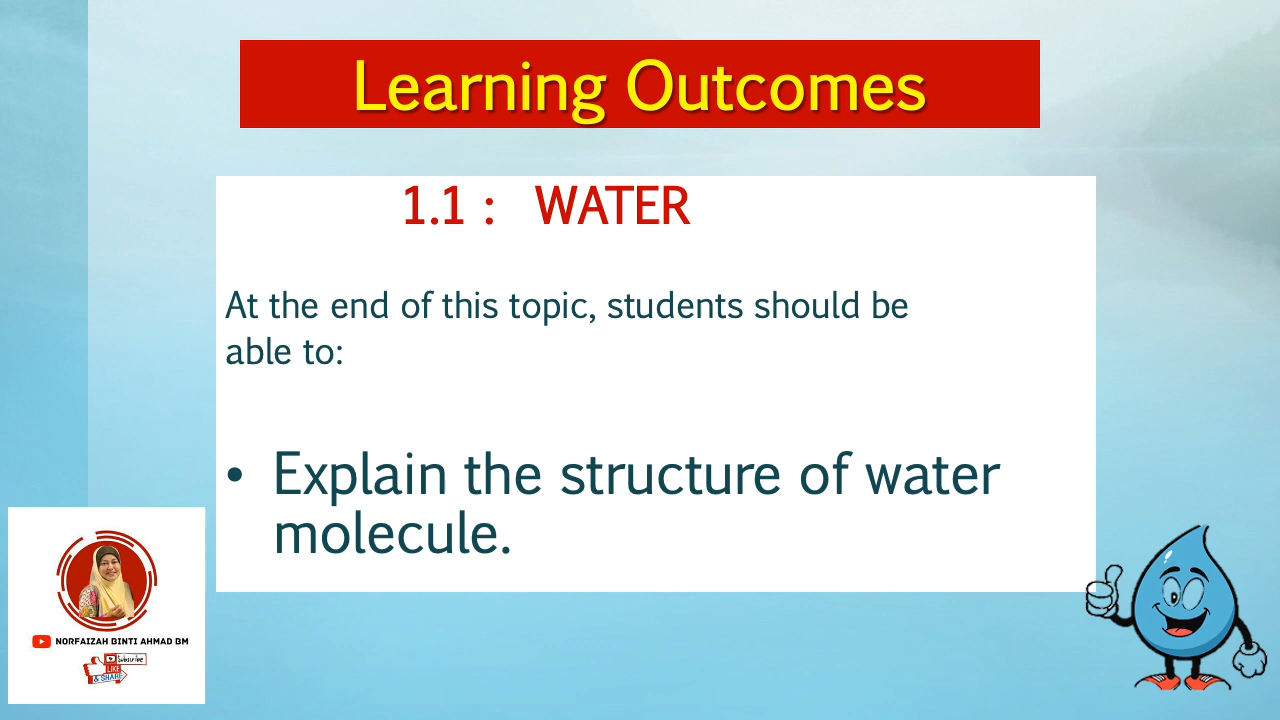 Learning Outcomes
1.1 : WATER
At the end of this topic, students should be
able to:
• Explain the structure of water
molecule.
NORFAIZAH BINTI AHMAD BM
Subscribe
LIKE
& SHARE